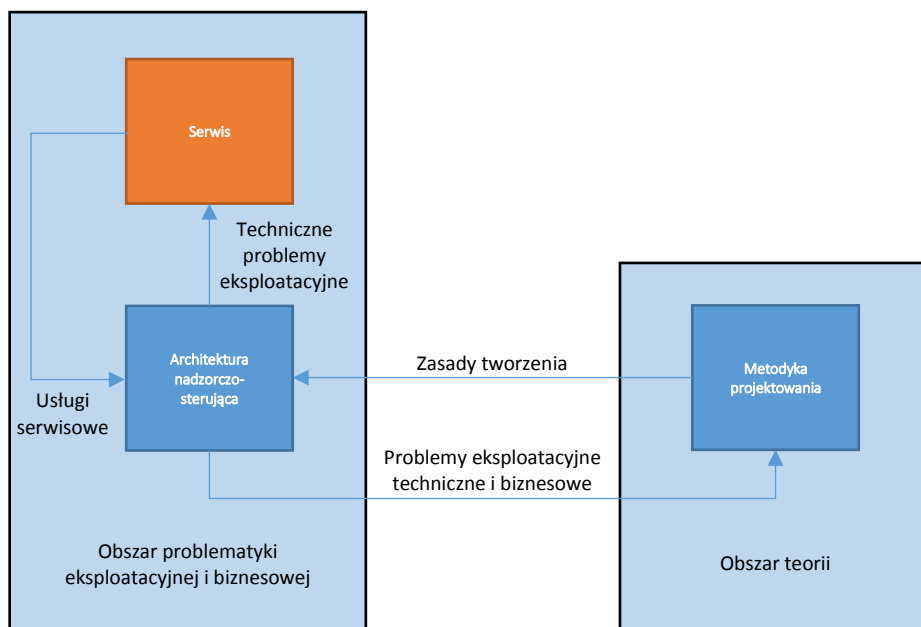 Serwis
Techniczne
problemy
eksploatacyjne
Architektura
nadzorczo-
sterująca
Usługi
serwisowe
Zasady tworzenia
Metodyka
projektowania
Problemy eksploatacyjne
techniczne i biznesowe
Obszar problematyki
eksploatacyjnej i biznesowej
Obszar teorii